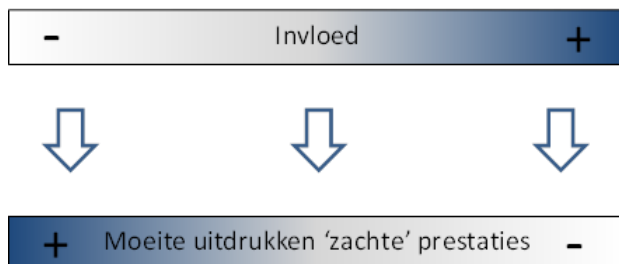 - Invloed +
+ Moeite uitdrukken ‘zachte’ prestaties -